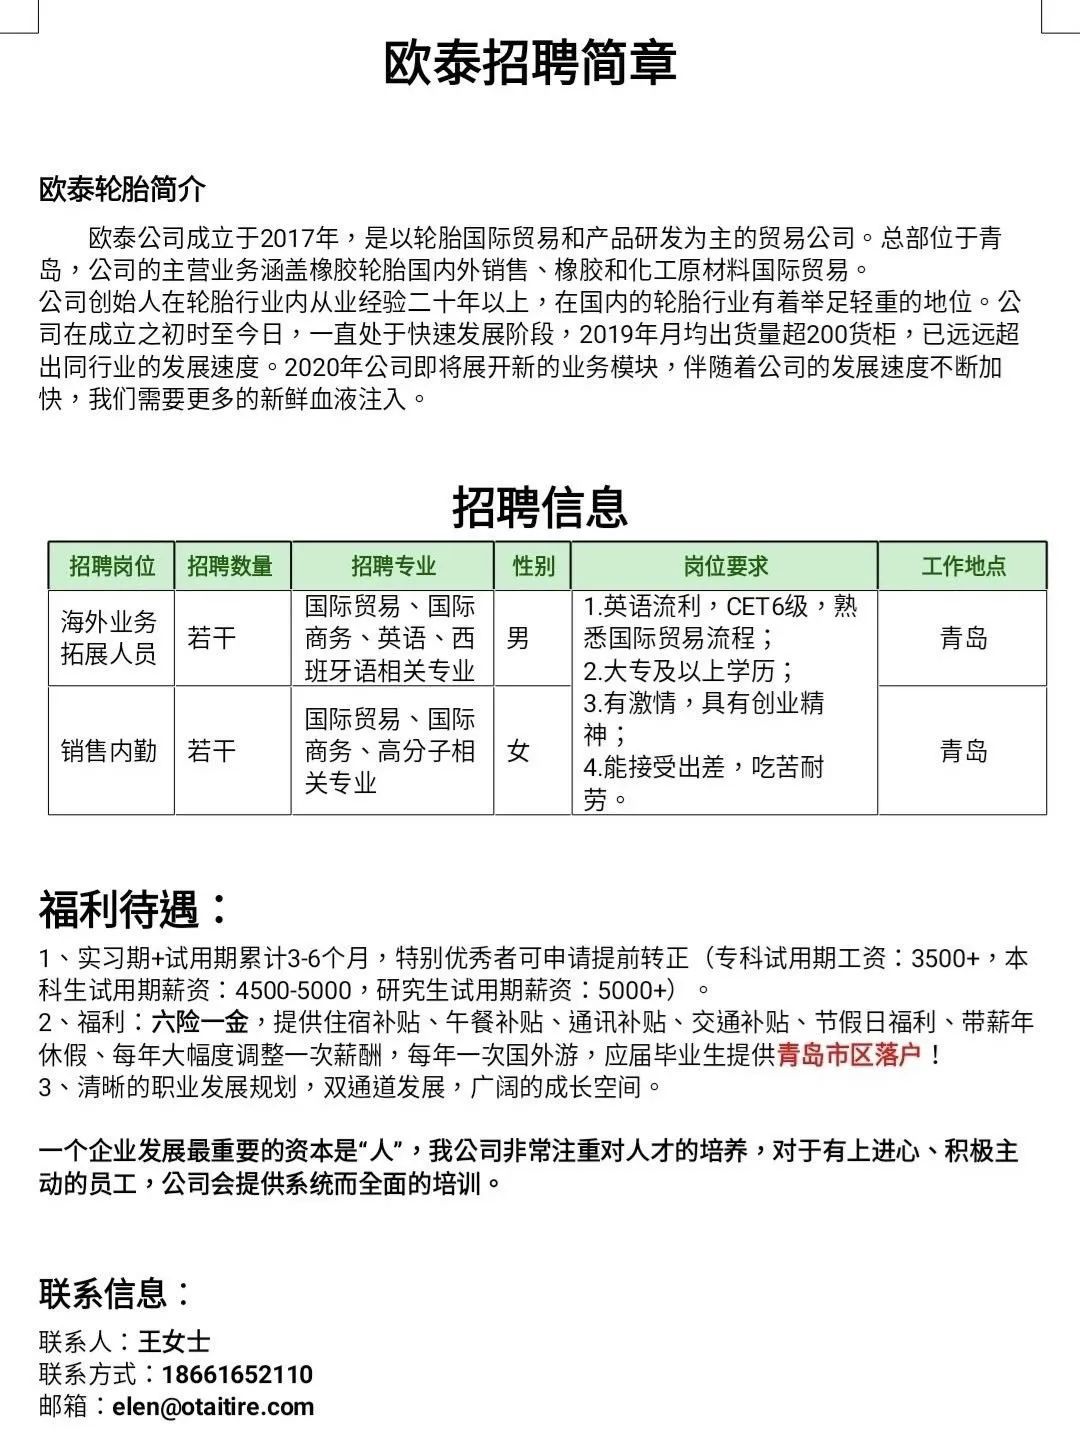 欧泰招聘简章
欧泰轮胎简介
欧泰公司成立于2017年，是以轮胎国际贸易和产品研发为主的贸易公司。总部位于青
岛，公司的主营业务涵盖橡胶轮胎国内外销售、橡胶和化工原材料国际贸易。
公司创始人在轮胎行业内从业经验二十年以上，在国内的轮胎行业有着举足轻重的地位。公
司在成立之初时至今日，一直处于快速发展阶段，2019年月均出货量超200货柜，已远远超
出同行业的发展速度。2020年公司即将展开新的业务模块，伴随着公司的发展速度不断加
快，我们需要更多的新鲜血液注入。
招聘信息
招聘岗位 招聘数量 招聘专业 性别 岗位要求 工作地点
海外业务
拓展人员
若干
国际贸易、国际
商务、英语、西
班牙语相关专业
男
1.英语流利，CET6级，熟
悉国际贸易流程；
2.大专及以上学历；
3.有激情，具有创业精
神；
4.能接受出差，吃苦耐
劳。
青岛
销售内勤
若干
国际贸易、国际
商务、高分子相
关专业
女
青岛
福利待遇：
1、实习期+试用期累计3-6个月，特别优秀者可申请提前转正（专科试用期工资：3500+，本
科生试用期薪资：4500-5000，研究生试用期薪资：5000+）。
2、福利：六险一金，提供住宿补贴、午餐补贴、通讯补贴、交通补贴、节假日福利、带薪年
休假、每年大幅度调整一次薪酬，每年一次国外游，应届毕业生提供青岛市区落户！
3、清晰的职业发展规划，双通道发展，广阔的成长空间。
一个企业发展最重要的资本是“人”，我公司非常注重对人才的培养，对于有上进心、积极主
动的员工，公司会提供系统而全面的培训。
联系信息：
联系人：王女士
联系方式：18661652110
邮箱：elen@otaitire.com